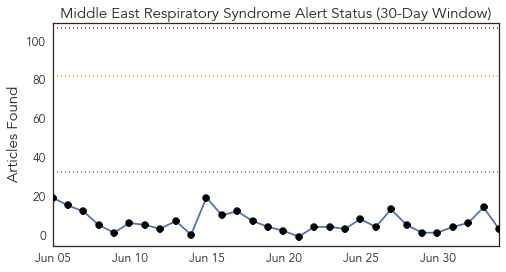 Middle East Respiratory Syndrome Alert Status (30-Day Window)
Articles Found
100
80
60
40
20
0
Jun 05 Jun 10 Jun 15 Jun 20 Jun 25 Jun 30